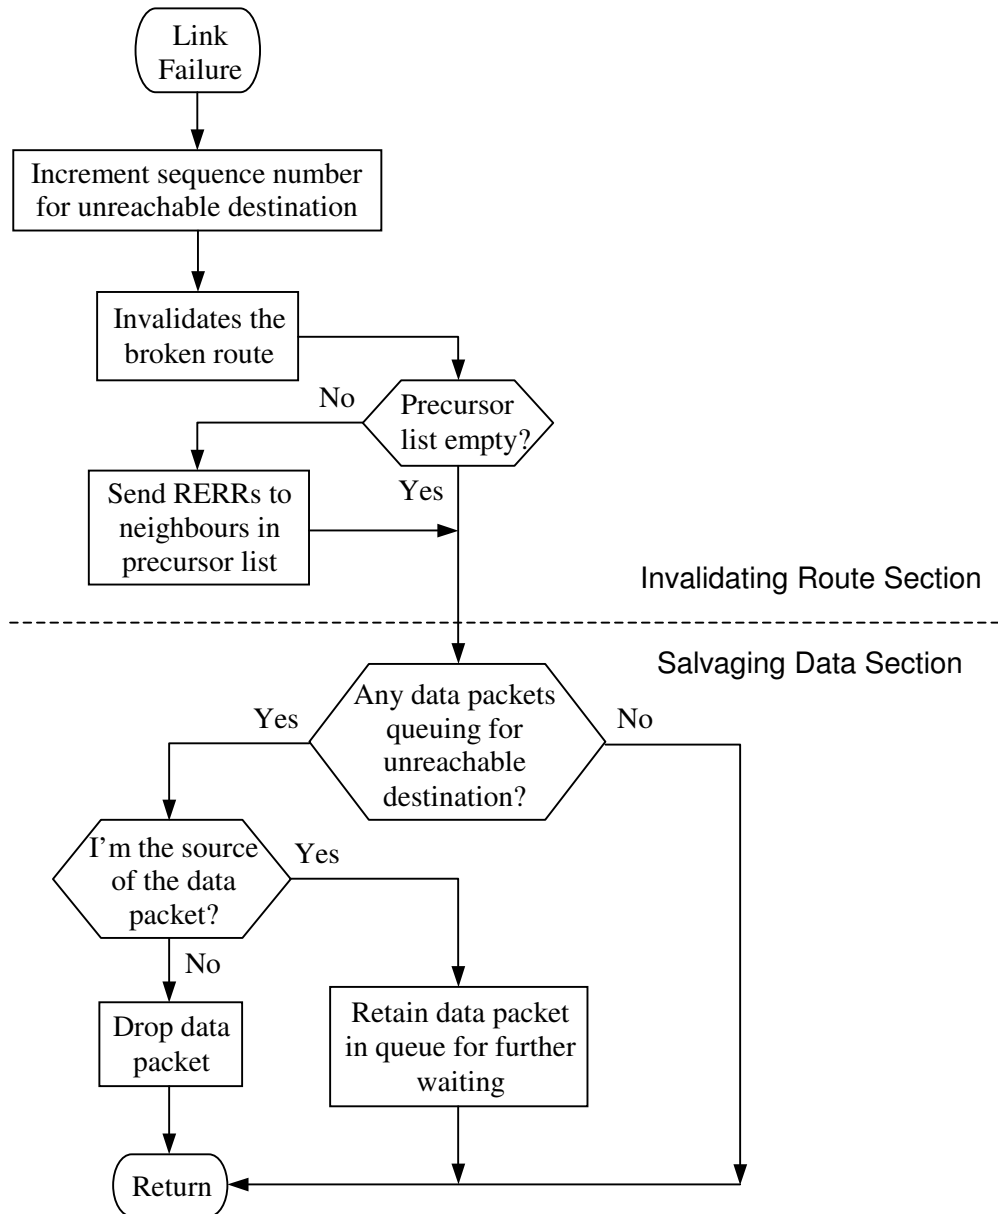 Link
Failure
Increment sequence number
for unreachable destination
Invalidates the
broken route
No
Precursor
list empty?
Yes
Send RERRs to
neighbours in
precursor list
Invalidating Route Section
Salvaging Data Section
Any data packets
queuing for
unreachable
destination?
Yes
No
I'm the source
of the data
packet?
Yes
No
Drop data
packet
Retain data packet
in queue for further
waiting
Return